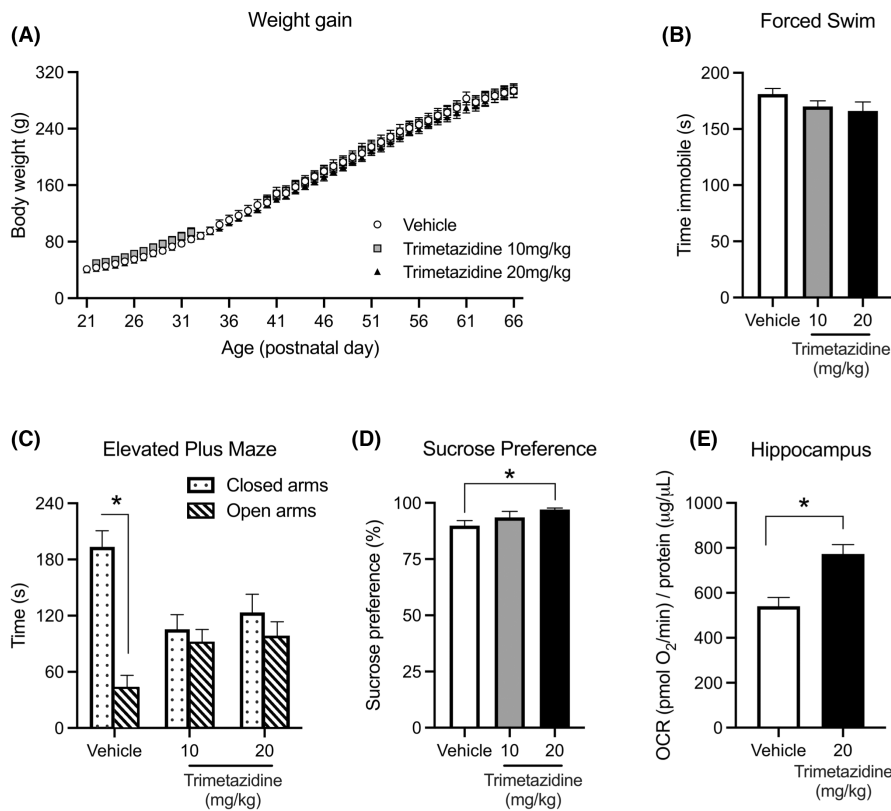 (A)
Weight gain
Body weight (g)
320
240
160
80
0
Vehicle
Trimetazidine 10mg/kg
Trimetazidine 20mg/kg
21 26 31 36 41 46 51 56 61 66
Age (postnatal day)
(B)
Forced Swim
Time immobile (s)
200
150
100
50
0
Vehicle 10 20
Trimetazidine
(mg/kg)
(C)
Elevated Plus Maze
Time (s)
240
180
120
60
0
*
Closed arms
Open arms
Vehicle 10 20
Trimetazidine
(mg/kg)
(D)
Sucrose Preference
Sucrose preference (%)
100
75
50
25
0
*
Vehicle 10 20
Trimetazidine
(mg/kg)
(E)
Hippocampus
OCR (pmol O₂/min) / protein (µg/µL)
1000
800
600
400
200
0
*
Vehicle 20
Trimetazidine
(mg/kg)